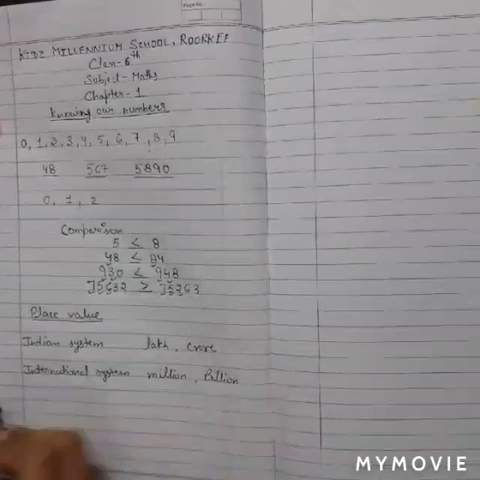 KIDZ MILLENNIUM SCHOOL, ROORKEE
Class-6th
Subject-Maths
Chapter-1
Knowing our numbers
0, 1, 2, 3, 4, 5, 6, 7, 8, 9
48 567 5890
0, 1, 2
Comparison
5 < 8
48 < 84
930 < 948
75632 > 75263
Place value
Indian system lakh, Crore
International system million, Billion
MYMOVIE